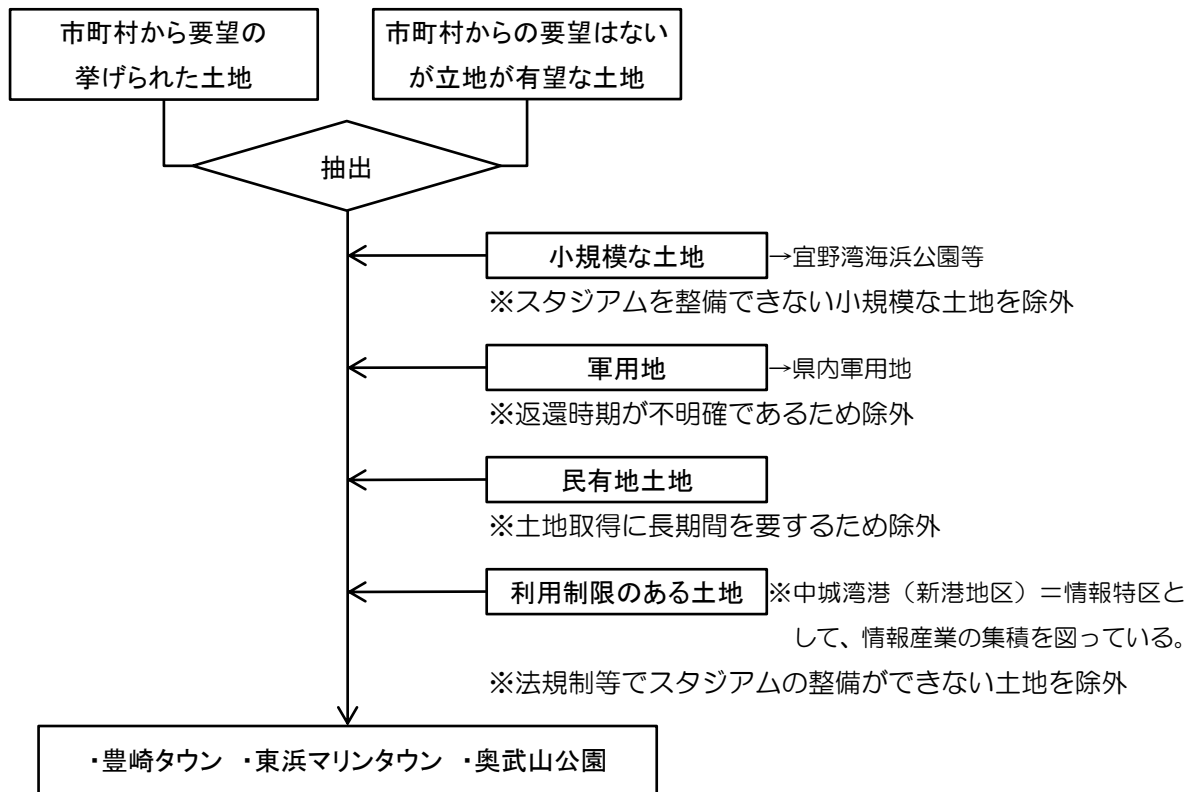 市町村から要望の
挙げられた土地
市町村からの要望はない
が立地が有望な土地
抽出
小規模な土地
→宜野湾海浜公園等
※スタジアムを整備できない小規模な土地を除外
軍用地
→県内軍用地
※返還時期が不明確であるため除外
民有地土地
※土地取得に長期間を要するため除外
利用制限のある土地
※中城湾港（新港地区）＝情報特区と
して、情報産業の集積を図っている。
※法規制等でスタジアムの整備ができない土地を除外
・豊崎タウン ・東浜マリンタウン ・奥武山公園